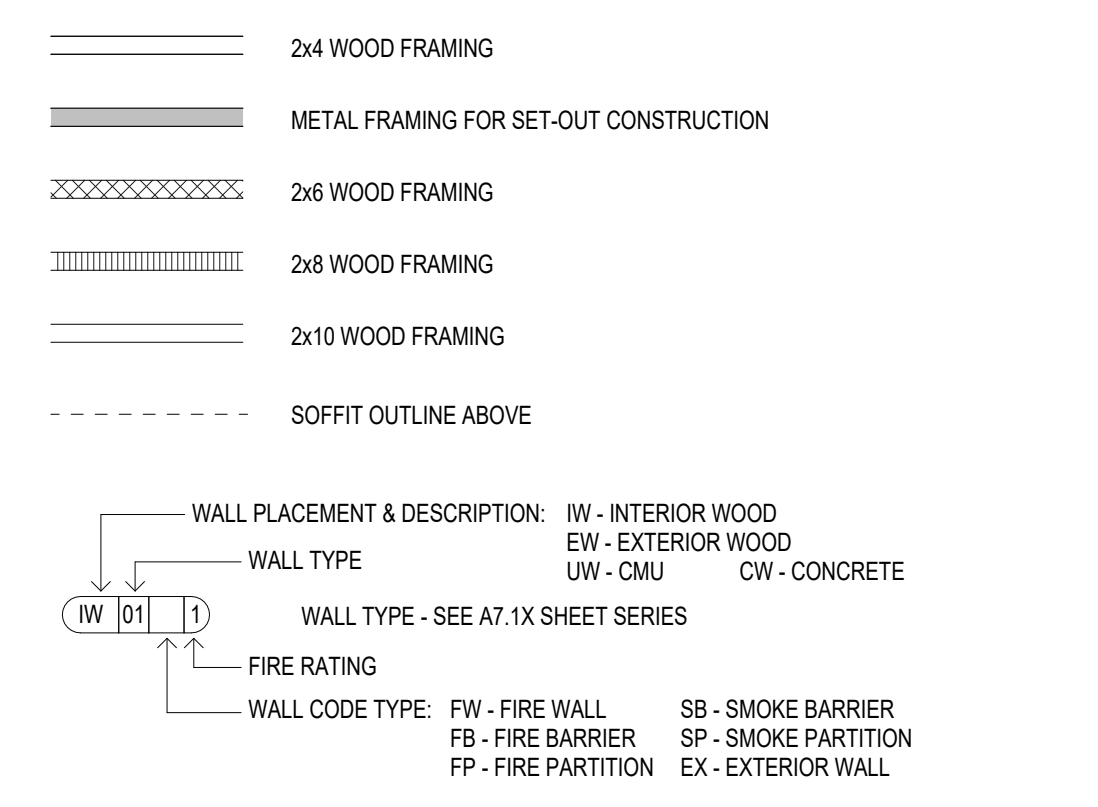 2x4 WOOD FRAMING
METAL FRAMING FOR SET-OUT CONSTRUCTION
2x6 WOOD FRAMING
2x8 WOOD FRAMING
2x10 WOOD FRAMING
SOFFIT OUTLINE ABOVE
WALL PLACEMENT & DESCRIPTION: IW - INTERIOR WOOD
EW - EXTERIOR WOOD
WALL TYPE
UW - CMU CW - CONCRETE
IW 01 1 WALL TYPE - SEE A7.1X SHEET SERIES
FIRE RATING
WALL CODE TYPE: FW - FIRE WALL SB - SMOKE BARRIER
FB - FIRE BARRIER SP - SMOKE PARTITION
FP - FIRE PARTITION EX - EXTERIOR WALL